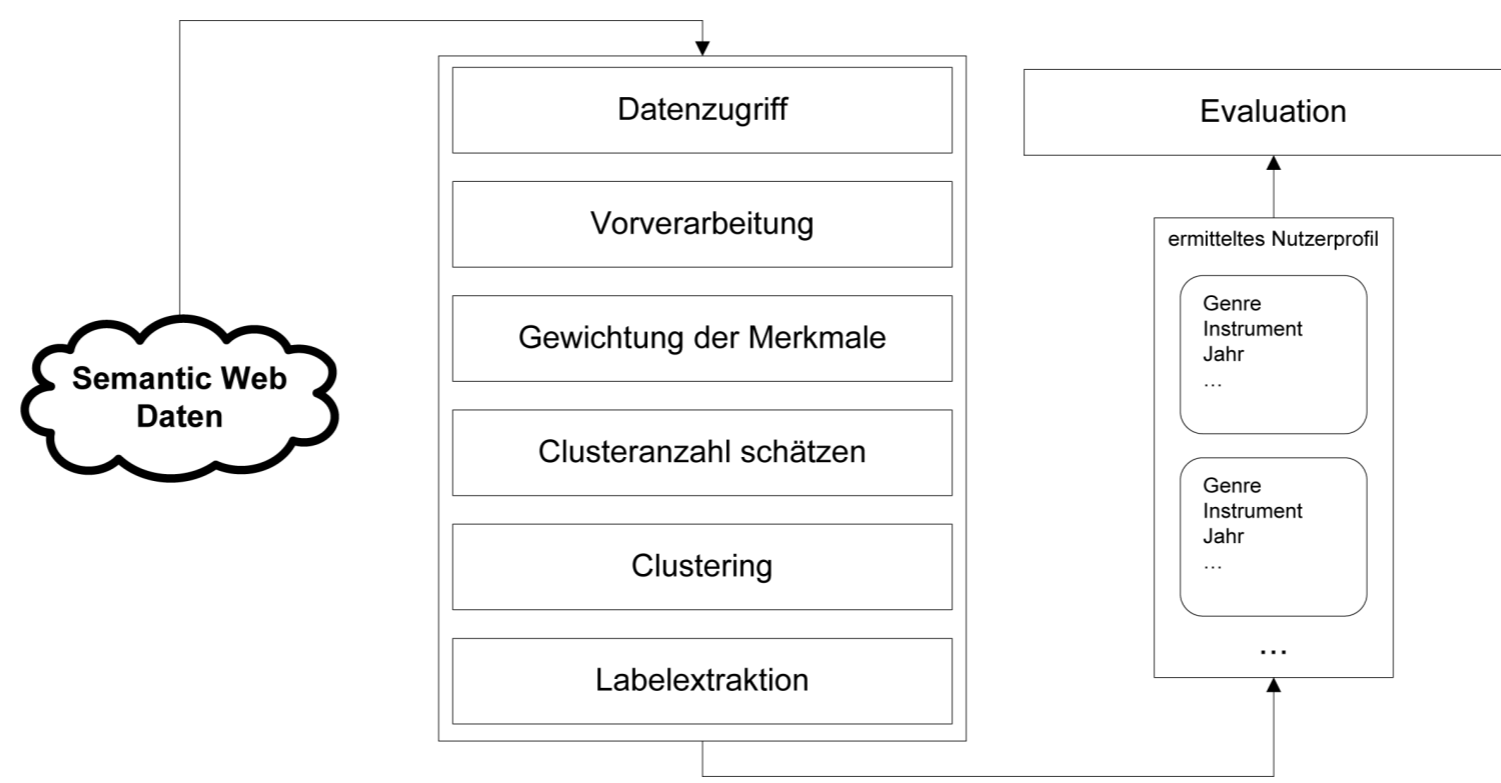 Semantic Web
Daten
Datenzugriff
Vorverarbeitung
Gewichtung der Merkmale
Clusteranzahl schätzen
Clustering
Labelextraktion
Evaluation
ermitteltes Nutzerprofil
Genre
Instrument
Jahr
...
Genre
Instrument
Jahr
...
...